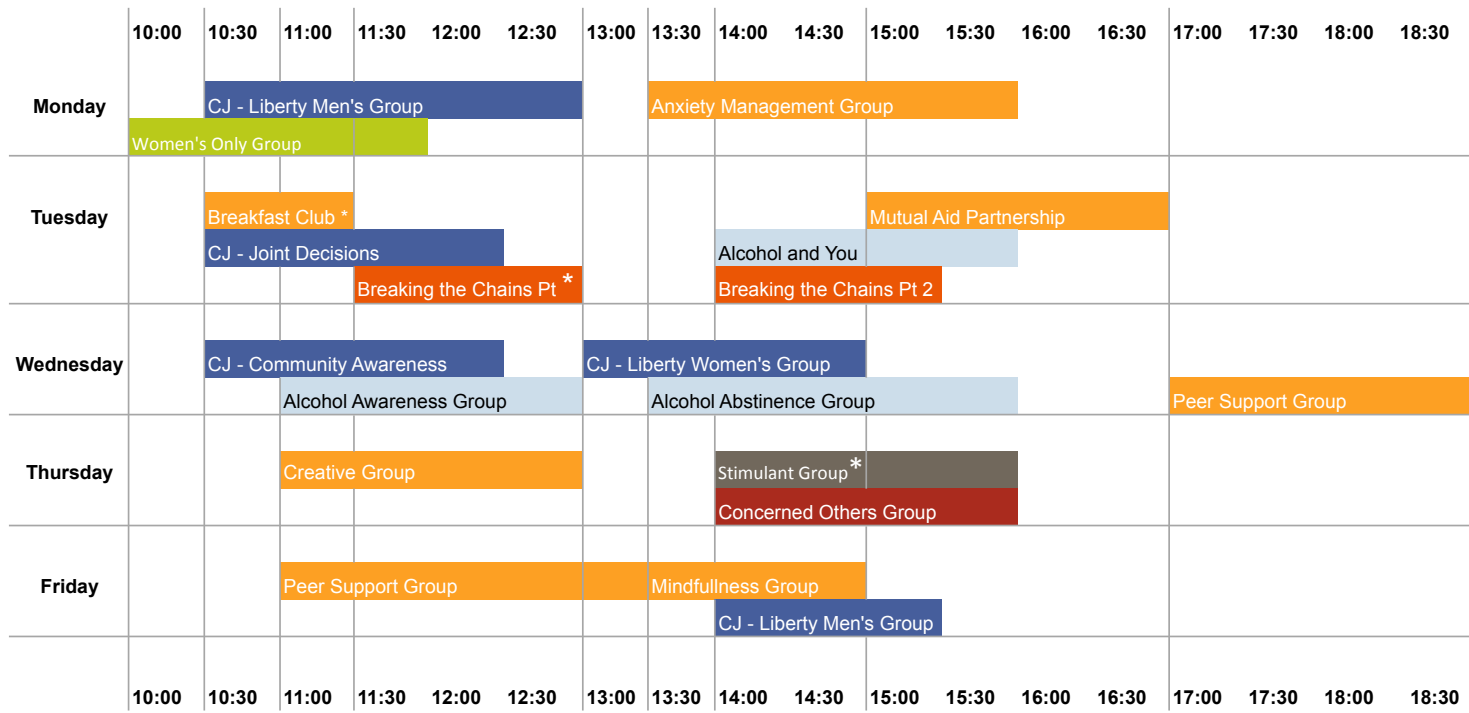 10:00 10:30 11:00 11:30 12:00 12:30 13:00 13:30 14:00 14:30 15:00 15:30 16:00 16:30 17:00 17:30 18:00 18:30
Monday
CJ - Liberty Men's Group
Anxiety Management Group
Women's Only Group
Tuesday
Breakfast Club *
Mutual Aid Partnership
CJ - Joint Decisions
Alcohol and You
Breaking the Chains Pt *
Breaking the Chains Pt 2
Wednesday
CJ - Community Awareness
CJ - Liberty Women's Group
Alcohol Awareness Group
Alcohol Abstinence Group
Peer Support Group
Thursday
Creative Group
Stimulant Group*
Concerned Others Group
Friday
Peer Support Group
Mindfullness Group
CJ - Liberty Men's Group
10:00 10:30 11:00 11:30 12:00 12:30 13:00 13:30 14:00 14:30 15:00 15:30 16:00 16:30 17:00 17:30 18:00 18:30